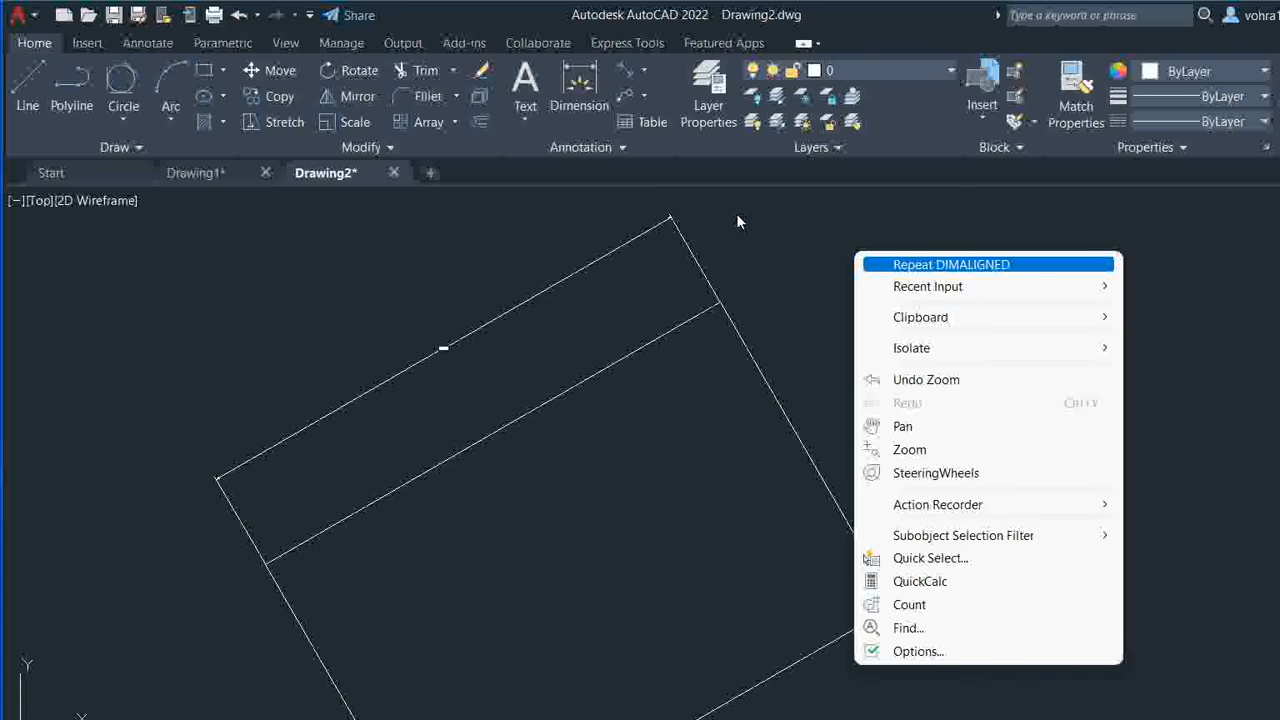 Share
Autodesk AutoCAD 2022 Drawing2.dwg
Type a keyword or phrase
vohra
Home Insert Annotate Parametric View Manage Output Add-ins Collaborate Express Tools Featured Apps
Line
Polyline
Circle
Arc
Move
Copy
Stretch
Rotate
Mirror
Scale
Trim
Fillet
Array
Text
Dimension
Table
Layer
Properties
0
Insert
Match
Properties
ByLayer
ByLayer
ByLayer
Draw
Modify
Annotation
Layers
Block
Properties
Start
Drawing1*
Drawing2*
[−][Top][2D Wireframe]
Repeat DIMALIGNED
Recent Input
Clipboard
Isolate
Undo Zoom
Redo Ctrl+Y
Pan
Zoom
SteeringWheels
Action Recorder
Subobject Selection Filter
Quick Select...
QuickCalc
Count
Find...
Options...
Y